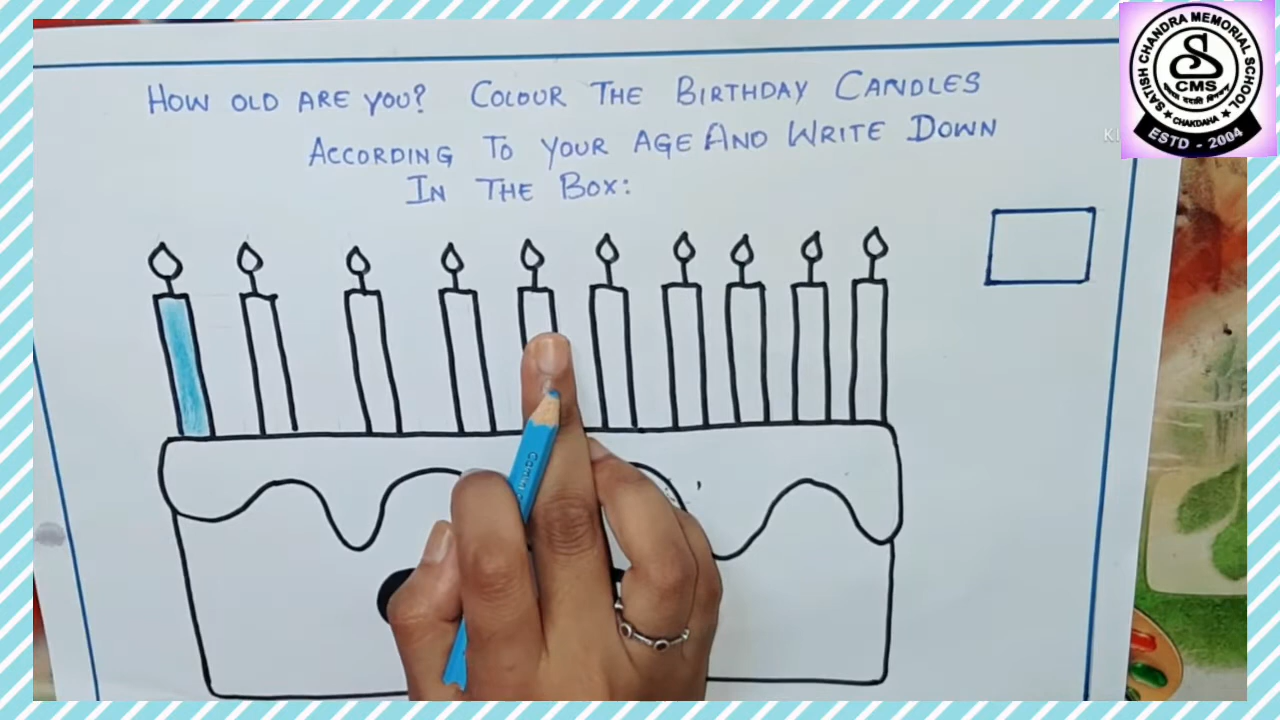 HOW OLD ARE YOU? COLOUR THE BIRTHDAY CANDLES
ACCORDING TO YOUR AGE AND WRITE DOWN
IN THE BOX:
SATISH CHANDRA MEMORIAL SCHOOL
S
CMS
★ CHAKDAHA ★
ESTD - 2004